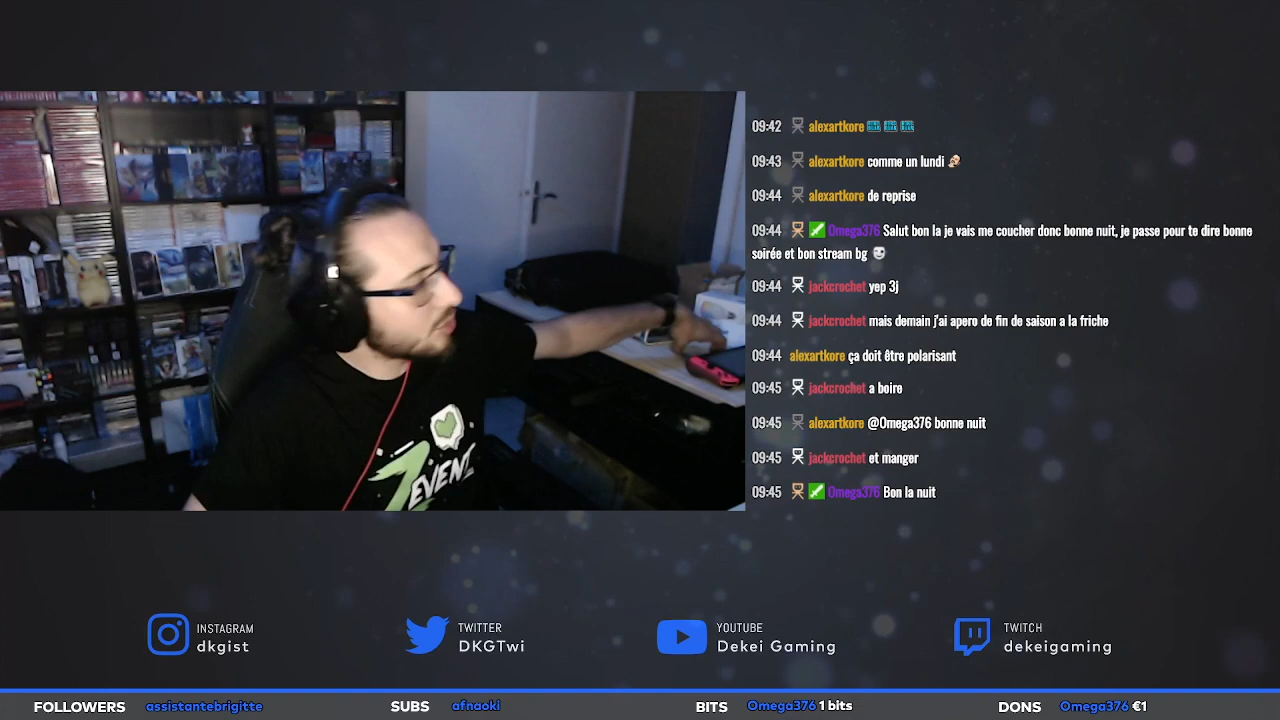 09:42 alexartkore
09:43 alexartkore comme un lundi
09:44 alexartkore de reprise
09:44 Omega376 Salut bon la je vais me coucher donc bonne nuit, je passe pour te dire bonne
soirée et bon stream bg
09:44 jackcrochet yep 3j
09:44 jackcrochet mais demain j'ai apero de fin de saison a la friche
09:44 alexartkore ça doit être polarisant
09:45 jackcrochet a boire
09:45 alexartkore @Omega376 bonne nuit
09:45 jackcrochet et manger
09:45 Omega376 Bon la nuit
7EVENT
INSTAGRAM
dkgist
TWITTER
DKGTwi
YOUTUBE
Dekei Gaming
TWITCH
dekeigaming
FOLLOWERS assistantebrigitte SUBS afnaoki BITS Omega376 1 bits DONS Omega376 €1